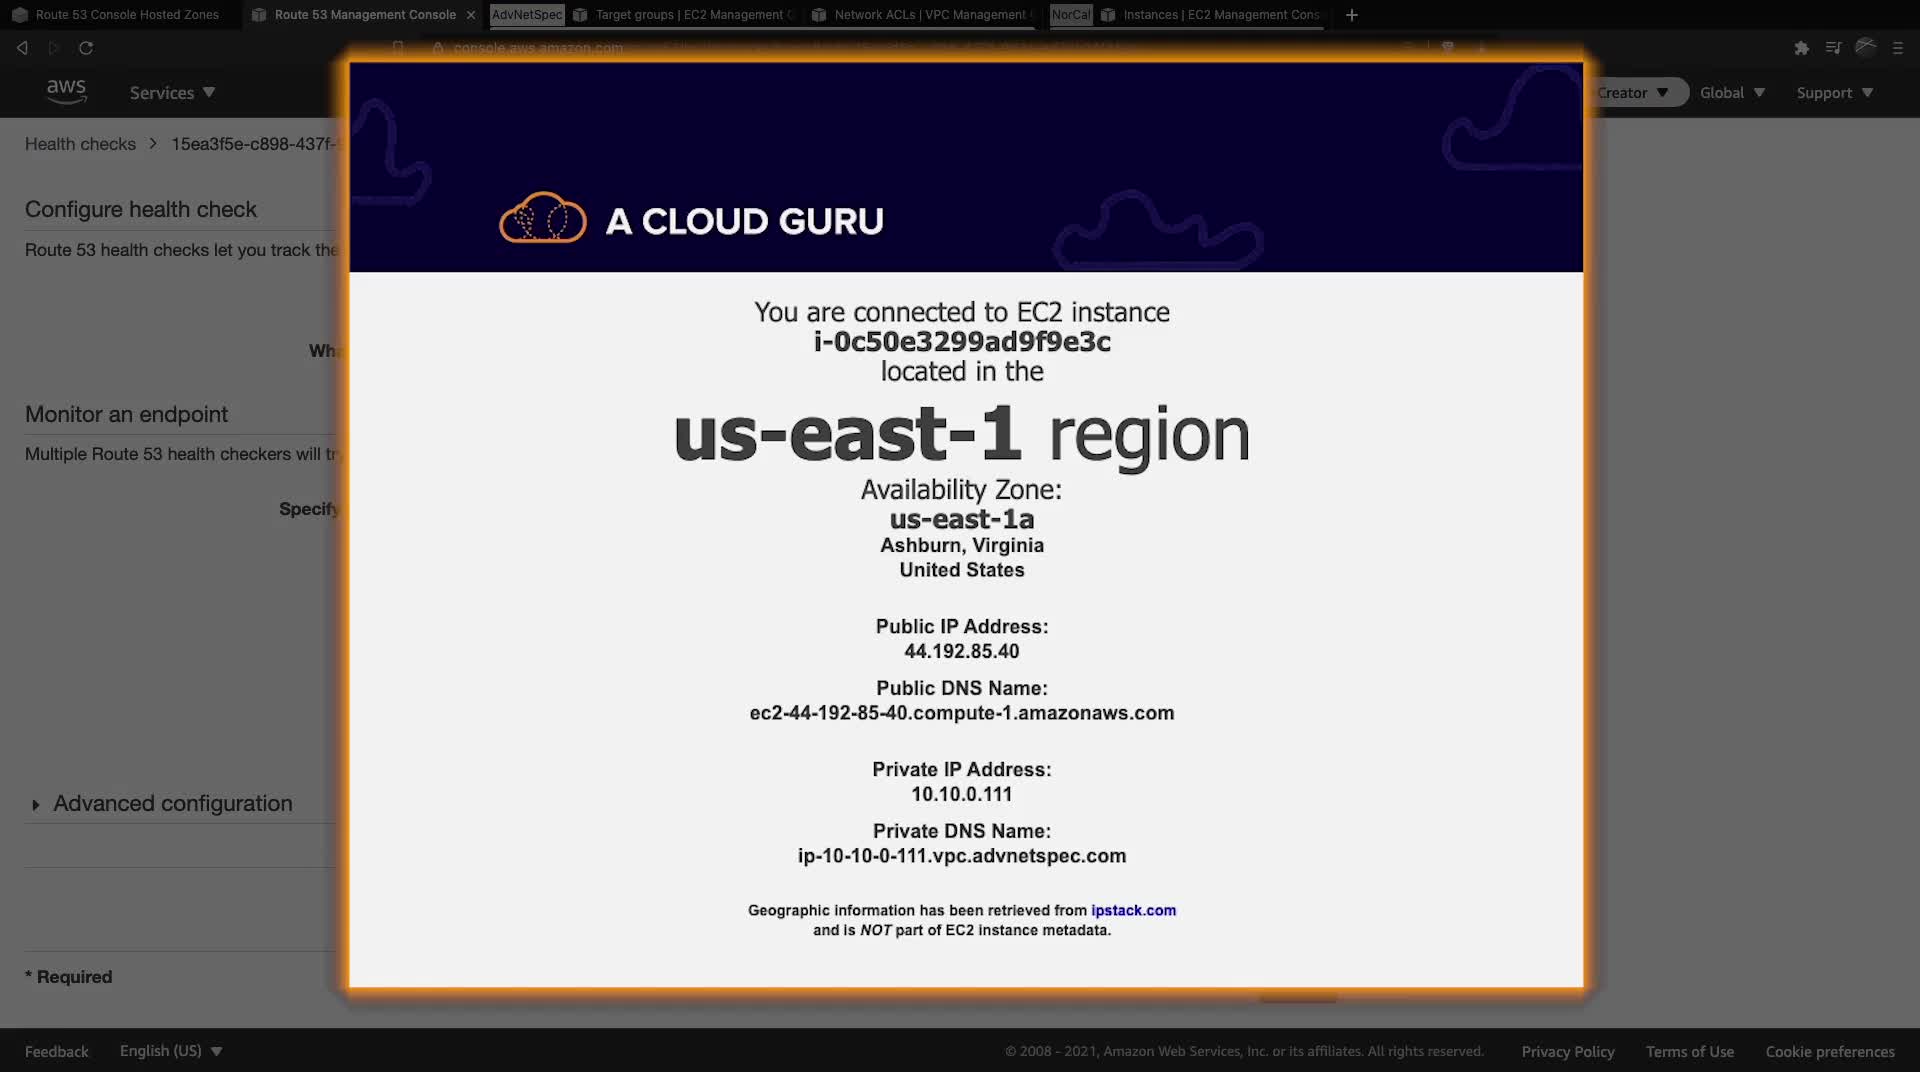 Route 53 Console Hosted Zones
Route 53 Management Console
AdvNetSpec
Target groups | EC2 Management
Network ACLs | VPC Management
NorCal
Instances | EC2 Management Cons
console.aws.amazon.com
aws
Services
Creator
Global
Support
Health checks > 15ea3f5e-c898-437f-
Configure health check
Route 53 health checks let you track the
Monitor an endpoint
Multiple Route 53 health checkers will try
Specify
Advanced configuration
* Required
A CLOUD GURU
You are connected to EC2 instance
i-0c50e3299ad9f9e3c
located in the
us-east-1 region
Availability Zone:
us-east-1a
Ashburn, Virginia
United States
Public IP Address:
44.192.85.40
Public DNS Name:
ec2-44-192-85-40.compute-1.amazonaws.com
Private IP Address:
10.10.0.111
Private DNS Name:
ip-10-10-0-111.vpc.advnetspec.com
Geographic information has been retrieved from ipstack.com
and is NOT part of EC2 instance metadata.
Feedback
English (US)
© 2008 - 2021, Amazon Web Services, Inc. or its affiliates. All rights reserved.
Privacy Policy
Terms of Use
Cookie preferences